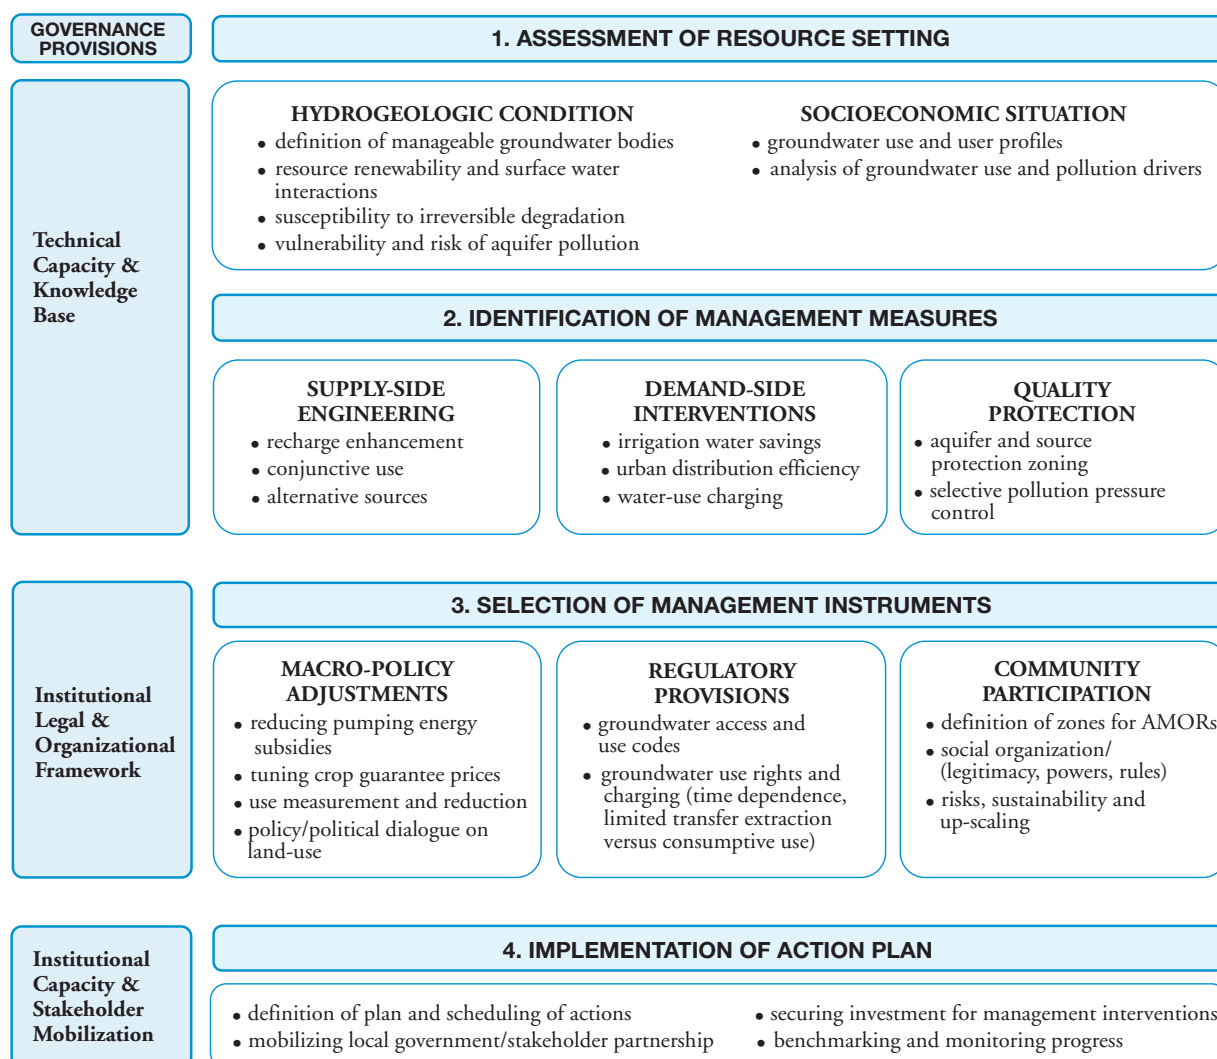 GOVERNANCE
PROVISIONS
1. ASSESSMENT OF RESOURCE SETTING
Technical
Capacity &
Knowledge
Base
HYDROGEOLOGIC CONDITION
• definition of manageable groundwater bodies
• resource renewability and surface water
interactions
• susceptibility to irreversible degradation
• vulnerability and risk of aquifer pollution
SOCIOECONOMIC SITUATION
• groundwater use and user profiles
• analysis of groundwater use and pollution drivers
2. IDENTIFICATION OF MANAGEMENT MEASURES
SUPPLY-SIDE
ENGINEERING
• recharge enhancement
• conjunctive use
• alternative sources
DEMAND-SIDE
INTERVENTIONS
• irrigation water savings
• urban distribution efficiency
• water-use charging
QUALITY
PROTECTION
• aquifer and source
protection zoning
• selective pollution pressure
control
Institutional
Legal &
Organizational
Framework
3. SELECTION OF MANAGEMENT INSTRUMENTS
MACRO-POLICY
ADJUSTMENTS
• reducing pumping energy
subsidies
• tuning crop guarantee prices
• use measurement and reduction
• policy/political dialogue on
land-use
REGULATORY
PROVISIONS
• groundwater access and
use codes
• groundwater use rights and
charging (time dependence,
limited transfer extraction
versus consumptive use)
COMMUNITY
PARTICIPATION
• definition of zones for AMORs
• social organization/
(legitimacy, powers, rules)
• risks, sustainability and
up-scaling
Institutional
Capacity &
Stakeholder
Mobilization
4. IMPLEMENTATION OF ACTION PLAN
• definition of plan and scheduling of actions
• mobilizing local government/stakeholder partnership
• securing investment for management interventions
• benchmarking and monitoring progress